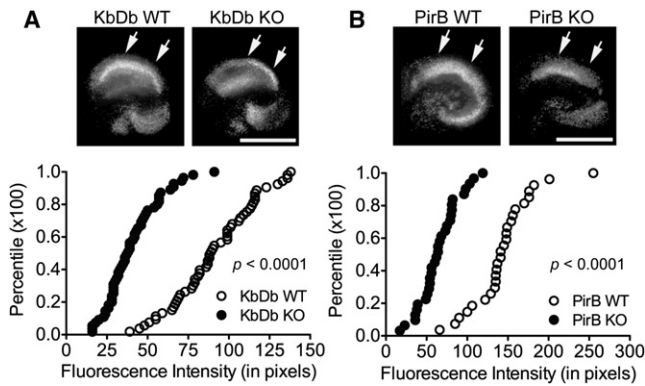 A
KbDb WT
KbDb KO
Percentile (x100)
1.0
0.8
0.6
0.4
0.2
0.0
p < 0.0001
KbDb WT
KbDb KO
0
25
50
75
100
125
150
Fluorescence Intensity (in pixels)
B
PirB WT
PirB KO
Percentile (x100)
1.0
0.8
0.6
0.4
0.2
0.0
p < 0.0001
PirB WT
PirB KO
0
50
100
150
200
250
300
Fluorescence Intensity (in pixels)